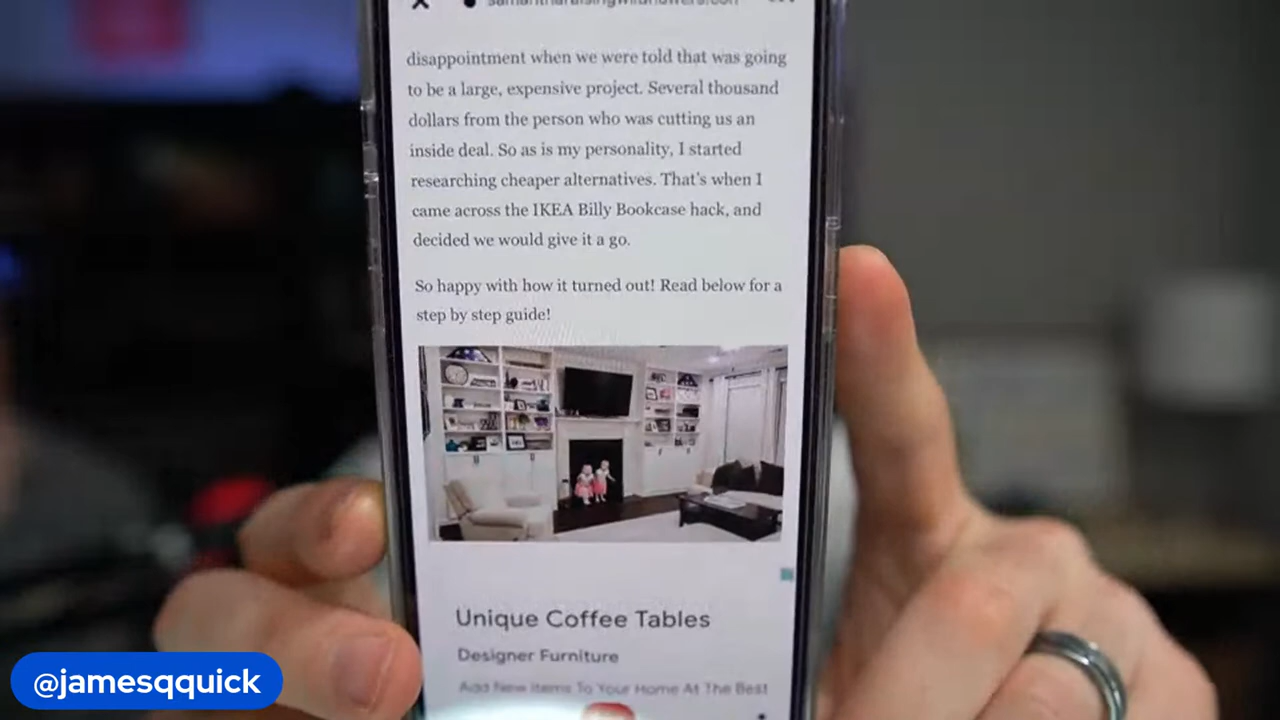 disappointment when we were told that was going
to be a large, expensive project. Several thousand
dollars from the person who was cutting us an
inside deal. So as is my personality, I started
researching cheaper alternatives. That's when I
came across the IKEA Billy Bookcase hack, and
decided we would give it a go.
So happy with how it turned out! Read below for a
step by step guide!
Unique Coffee Tables
Designer Furniture
Add New Items To Your Home At The Best
@jamesqquick